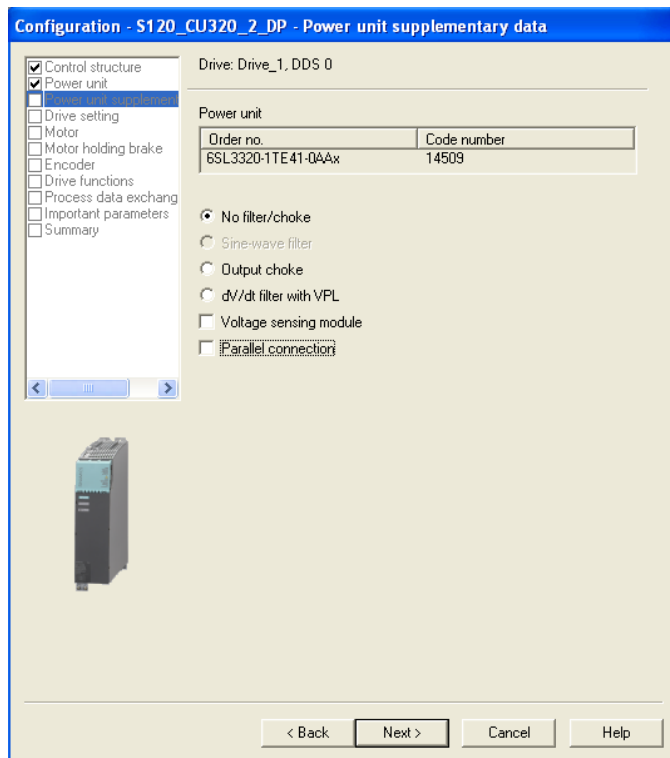 Configuration - S120_CU320_2_DP - Power unit supplementary data
Control structure
Power unit
Power unit supplement
Drive setting
Motor
Motor holding brake
Encoder
Drive functions
Process data exchang
Important parameters
Summary
Drive: Drive_1, DDS 0
Power unit
Order no. Code number
6SL3320-1TE41-0AAx 14509
No filter/choke
Sine-wave filter
Output choke
dV/dt filter with VPL
Voltage sensing module
Parallel connection
< Back Next > Cancel Help